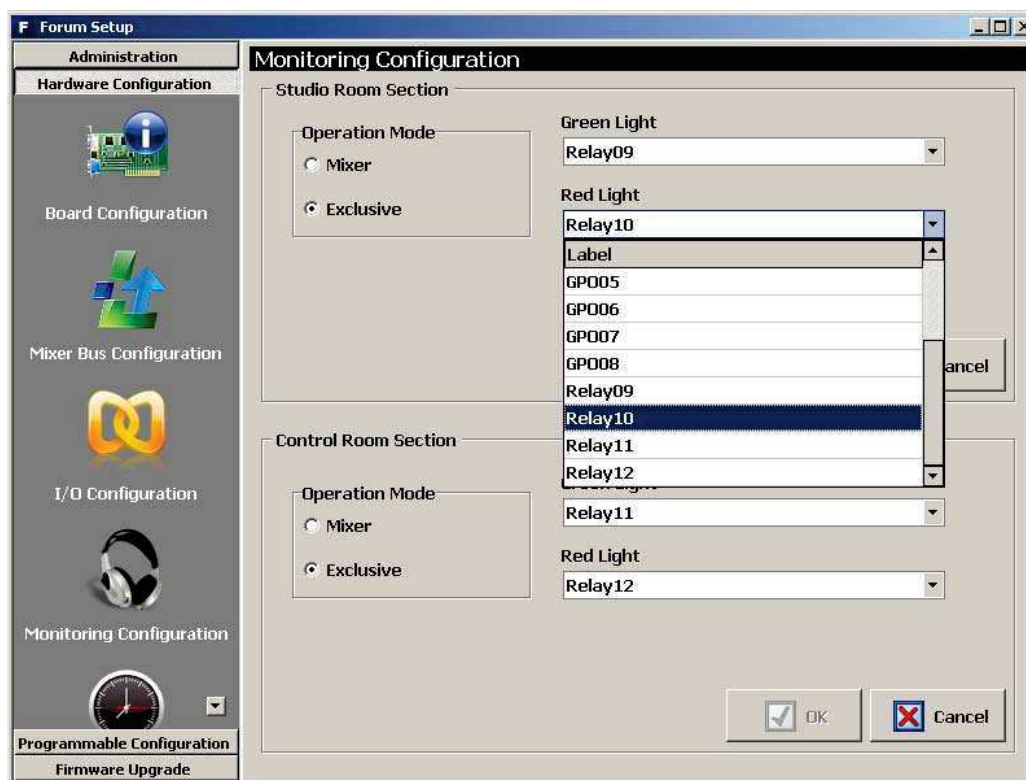 F Forum Setup
Administration
Hardware Configuration
Board Configuration
Mixer Bus Configuration
I/O Configuration
Monitoring Configuration
Programmable Configuration
Firmware Upgrade
Monitoring Configuration
Studio Room Section
Operation Mode
Mixer
Exclusive
Green Light
Relay09
Red Light
Relay10
Label
GPO05
GPO06
GPO07
GPO08
Relay09
Relay10
Relay11
Relay12
ancel
Control Room Section
Operation Mode
Mixer
Exclusive
Green Light
Relay11
Red Light
Relay12
OK
Cancel